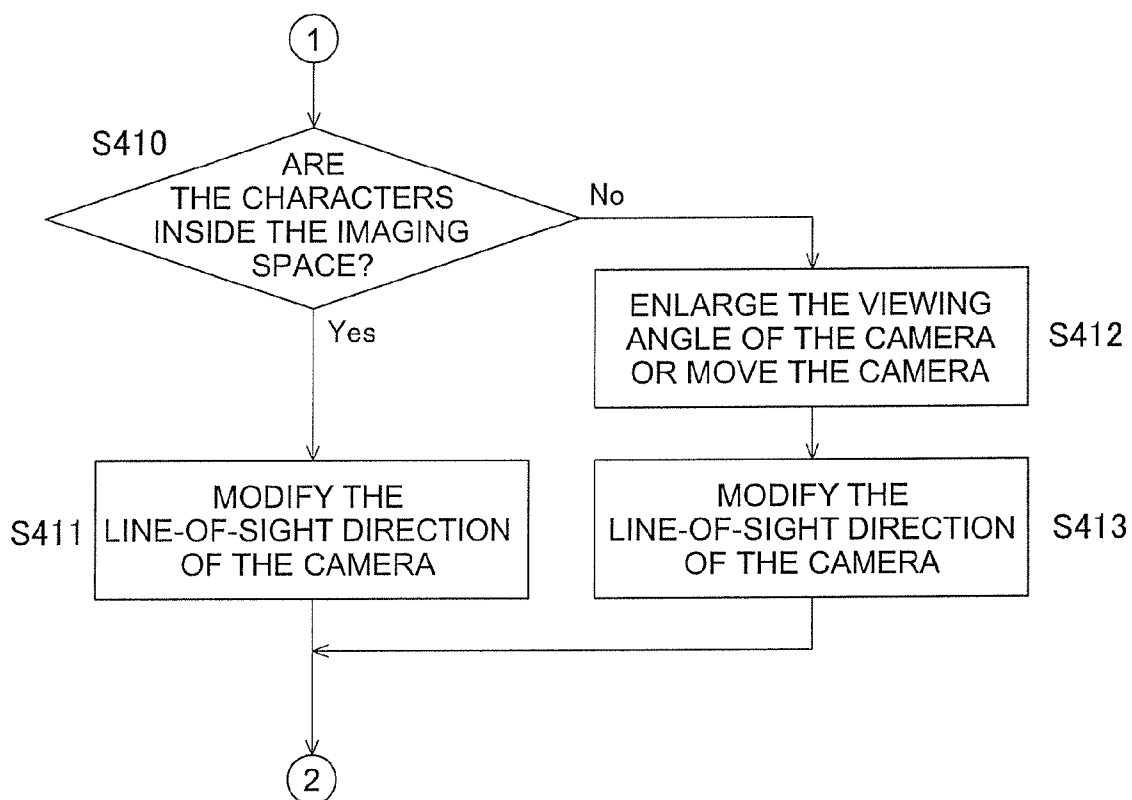 1
S410
ARE
THE CHARACTERS
INSIDE THE IMAGING
SPACE?
No
Yes
ENLARGE THE VIEWING
ANGLE OF THE CAMERA
OR MOVE THE CAMERA
S412
S411
MODIFY THE
LINE-OF-SIGHT DIRECTION
OF THE CAMERA
MODIFY THE
LINE-OF-SIGHT DIRECTION
OF THE CAMERA
S413
2